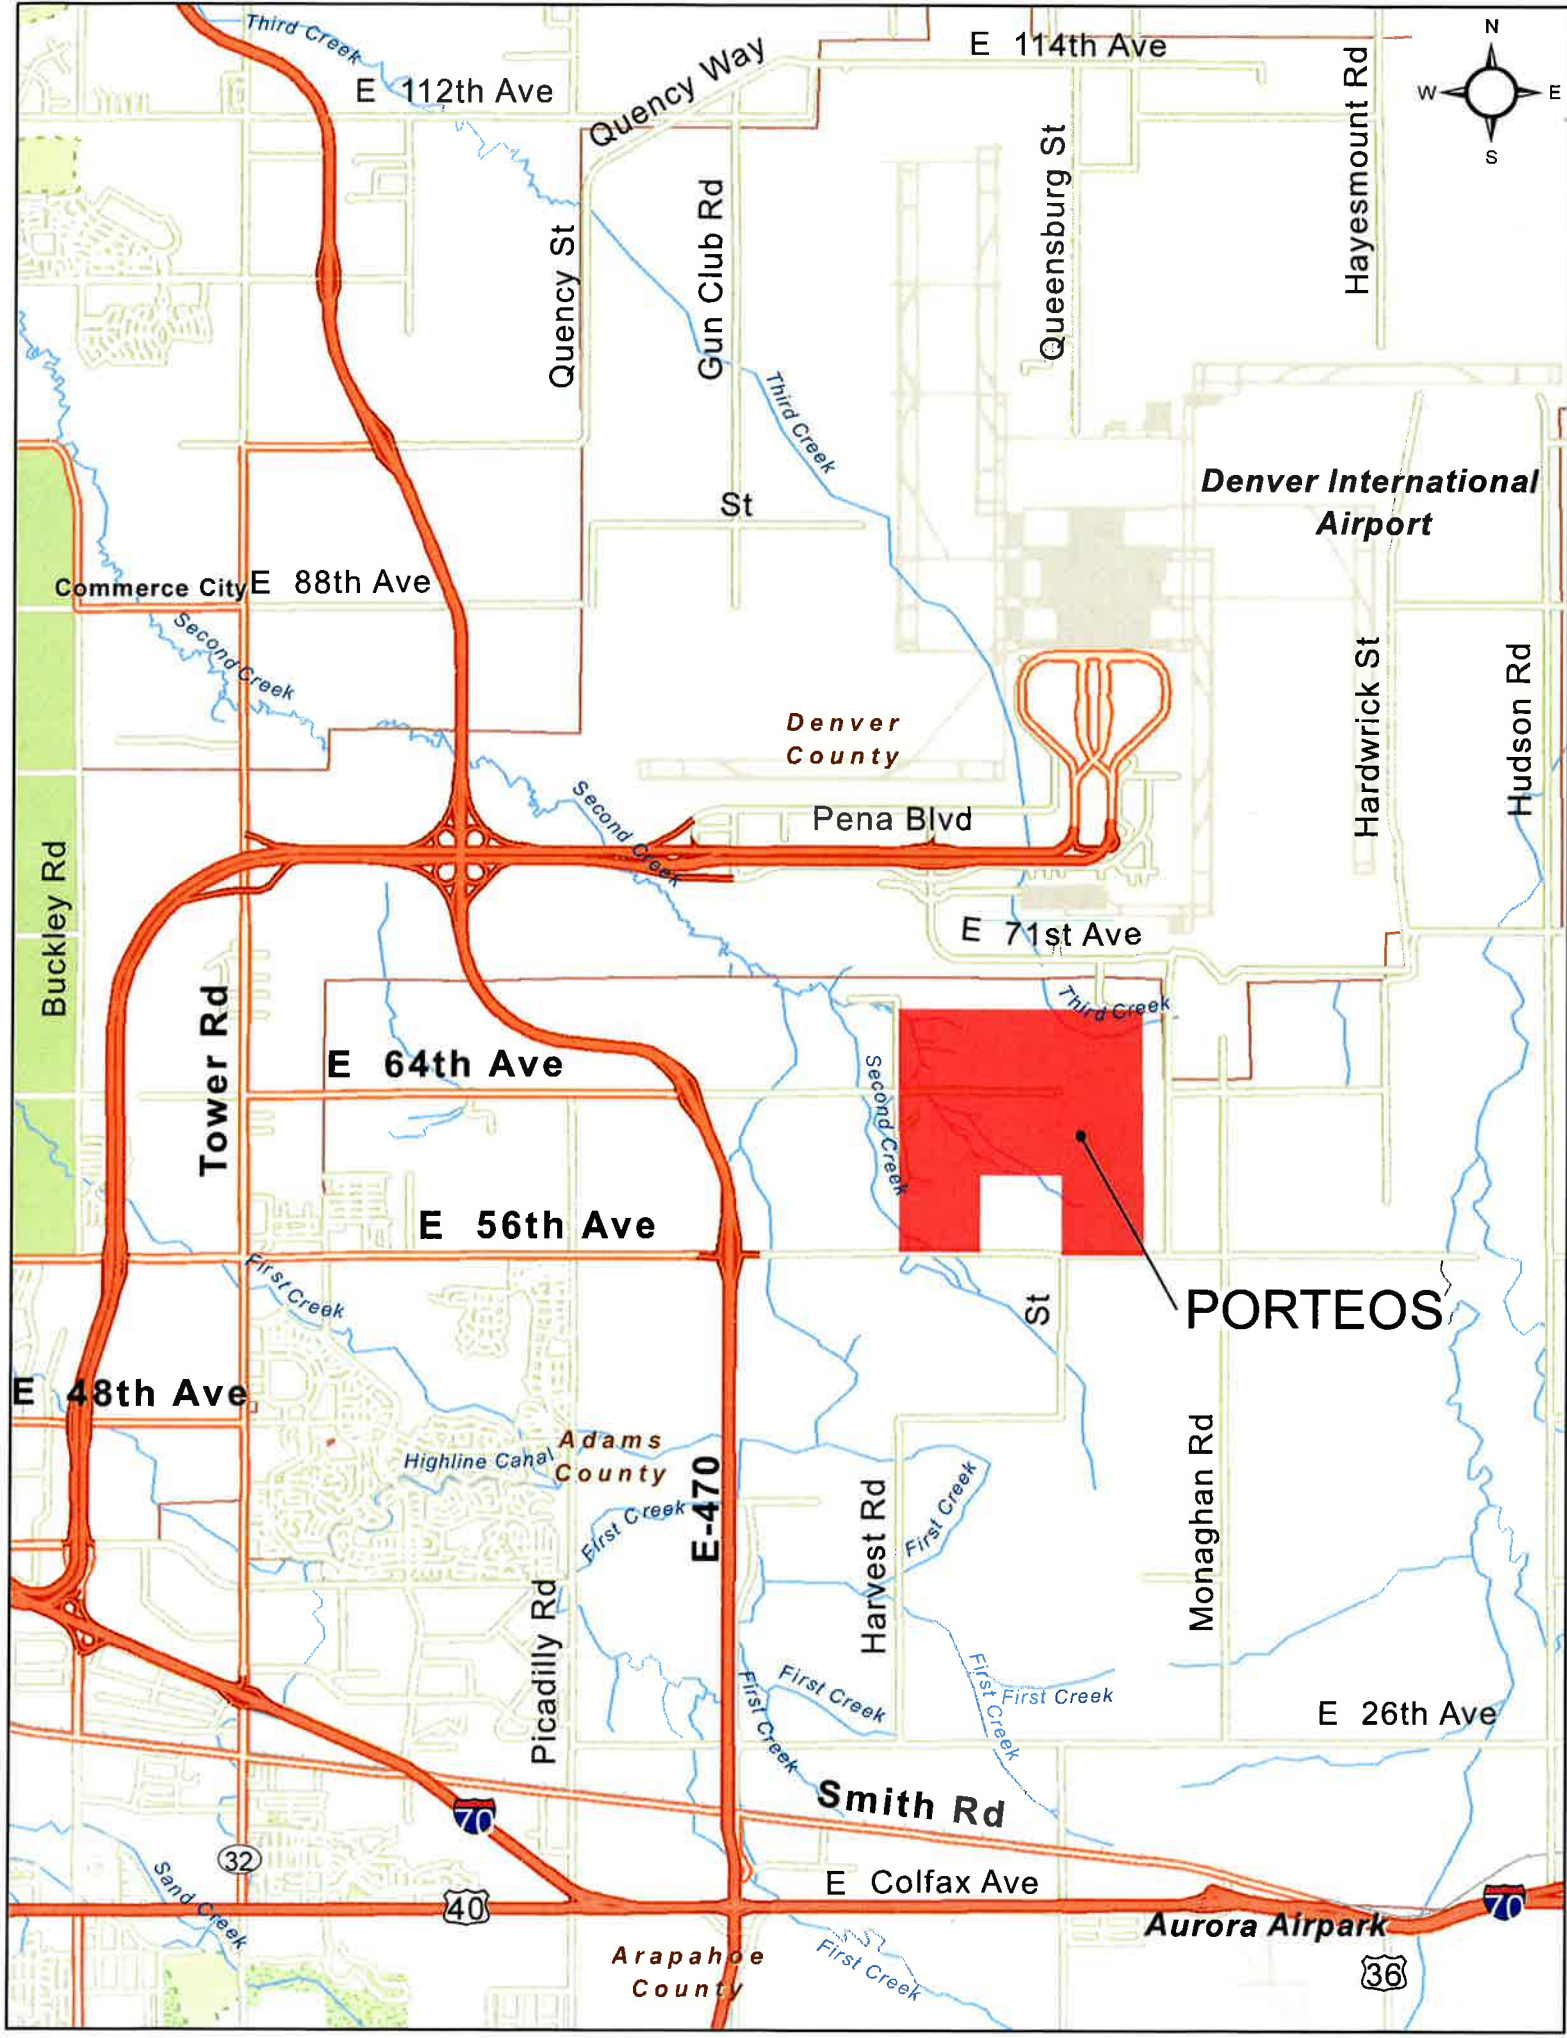 Third Creek
E 112th Ave
Quency Way
E 114th Ave
Hayesmount Rd
N
W
E
S
Quency St
Gun Club Rd
Queensburg St
Third Creek
Denver International
Airport
St
Commerce City
E 88th Ave
Second Creek
Denver
County
Hardwrick St
Hudson Rd
Second Creek
Pena Blvd
Buckley Rd
E 71st Ave
Tower Rd
Third Creek
E 64th Ave
Second Creek
E 56th Ave
First Creek
St
PORTEOS
E 48th Ave
Adams
County
Highline Canal
E-470
First Creek
Harvest Rd
First Creek
Monaghan Rd
Picadilly Rd
First Creek
First Creek
First Creek
First Creek
E 26th Ave
Smith Rd
70
32
E Colfax Ave
Sand Creek
40
70
Aurora Airpark
Arapahoe
County
First Creek
36